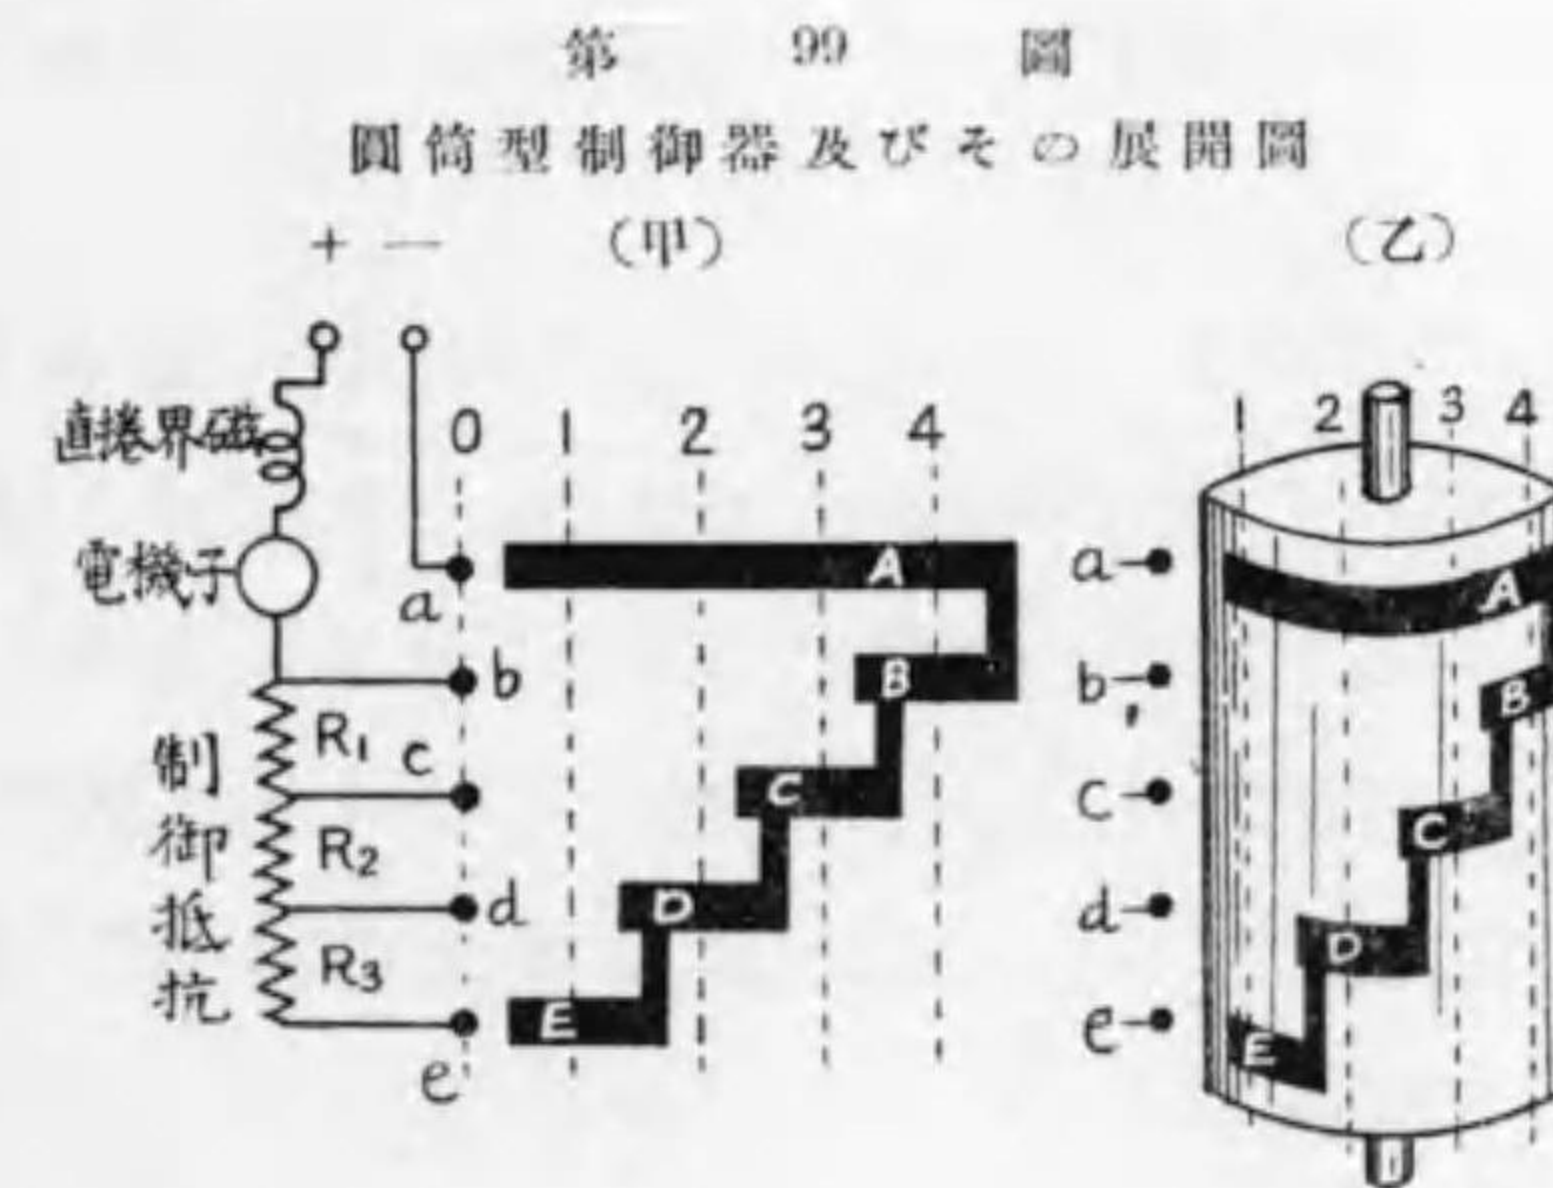 第 99 圖
圓筒型制御器及びその展開圖
+ — (甲) (乙)
直捲界磁
0 1 2 3 4
電機子
a
b
R1 c
R2
d
R3
e
制御抵抗
A
B
C
D
E
1 2 3 4
a
b
c
d
e
A
B
C
D
E